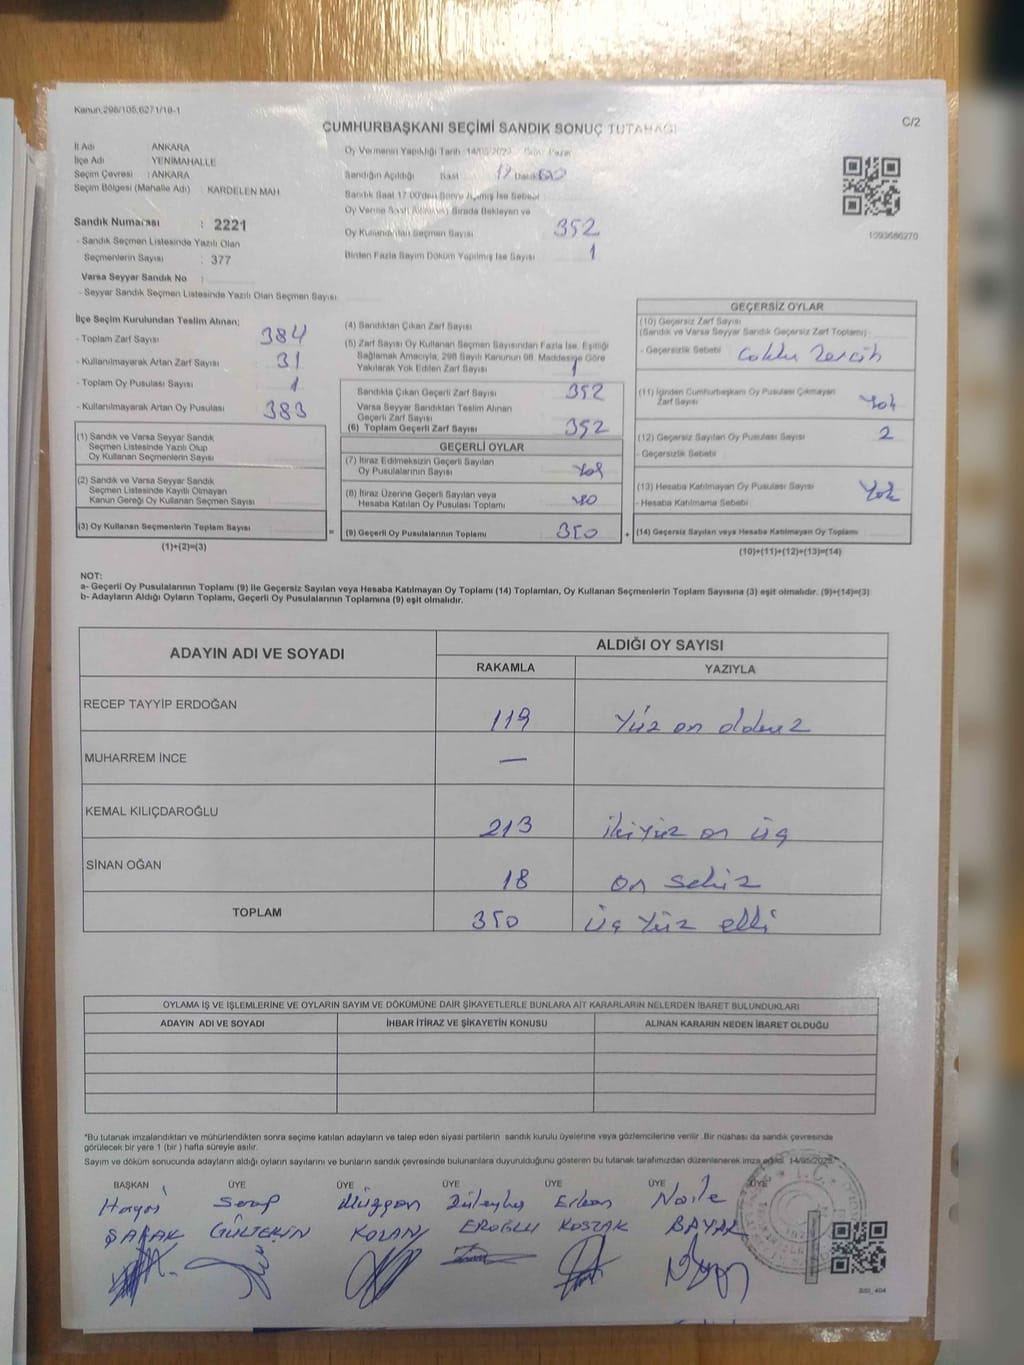 Kanun:298/105,6271/19-1
C/2
CUMHURBAŞKANI SEÇİMİ SANDIK SONUÇ TUTANAĞI
İl Adı ANKARA
İlçe Adı YENİMAHALLE
Seçim Çevresi : ANKARA
Seçim Bölgesi (Mahalle Adı) : KARDELEN MAH
Sandık Numarası : 2221
- Sandık Seçmen Listesinde Yazılı Olan
Seçmenlerin Sayısı : 377
Varsa Seyyar Sandık No :
- Seyyar Sandık Seçmen Listesinde Yazılı Olan Seçmen Sayısı
Oy Vermenin Yapıldığı Tarih 14/05/2023
Sandığın Açıldığı Saat 17 Dakika
Sandık Saat 17:00'den Sonra Açılmış İse Sebebi
Oy Verme Saati Sırada Bekleyen ve
Oy Kullandırılan Seçmen Sayısı 352
Birden Fazla Sayım Döküm Yapılmış İse Sayısı 1
1093686270
İlçe Seçim Kurulundan Teslim Alınan;
- Toplam Zarf Sayısı 384
- Kullanılmayarak Artan Zarf Sayısı 31
- Toplam Oy Pusulası Sayısı 1
- Kullanılmayarak Artan Oy Pusulası 383
(1) Sandık ve Varsa Seyyar Sandık
Seçmen Listesinde Yazılı Olup
Oy Kullanan Seçmenlerin Sayısı
(2) Sandık ve Varsa Seyyar Sandık
Seçmen Listesinde Kayıtlı Olmayan
Kanun Gereği Oy Kullanan Seçmen Sayısı
(3) Oy Kullanan Seçmenlerin Toplam Sayısı
(1)+(2)=(3)
=
(4) Sandıktan Çıkan Zarf Sayısı
(5) Zarf Sayısı Oy Kullanan Seçmen Sayısından Fazla İse, Eşitliği
Sağlamak Amacıyla, 298 Sayılı Kanunun 98. Maddesine Göre
Yakılarak Yok Edilen Zarf Sayısı 1
Sandıkta Çıkan Geçerli Zarf Sayısı 352
Varsa Seyyar Sandıktan Teslim Alınan
Geçerli Zarf Sayısı
(6) Toplam Geçerli Zarf Sayısı 352
GEÇERLİ OYLAR
(7) İtiraz Edilmeksizin Geçerli Sayılan
Oy Pusulalarının Sayısı Yok
(8) İtiraz Üzerine Geçerli Sayılan veya
Hesaba Katılan Oy Pusulası Toplamı
(9) Geçerli Oy Pusulalarının Toplamı 350
+
GEÇERSİZ OYLAR
(10) Geçersiz Zarf Sayısı
(Sandık ve Varsa Seyyar Sandık Geçersiz Zarf Toplamı)
- Geçersizlik Sebebi Çoklu Tercih
(11) İçinden Cumhurbaşkanı Oy Pusulası Çıkmayan
Zarf Sayısı Yok
(12) Geçersiz Sayılan Oy Pusulası Sayısı 2
- Geçersizlik Sebebi
(13) Hesaba Katılmayan Oy Pusulası Sayısı Yok
- Hesaba Katılmama Sebebi
(14) Geçersiz Sayılan veya Hesaba Katılmayan Oy Toplamı
(10)+(11)+(12)+(13)=(14)
NOT:
a- Geçerli Oy Pusulalarının Toplamı (9) ile Geçersiz Sayılan veya Hesaba Katılmayan Oy Toplamı (14) Toplamları, Oy Kullanan Seçmenlerin Toplam Sayısına (3) eşit olmalıdır. (9)+(14)=(3)
b- Adayların Aldığı Oyların Toplamı, Geçerli Oy Pusulalarının Toplamına (9) eşit olmalıdır.
ADAYIN ADI VE SOYADI
ALDIĞI OY SAYISI
RAKAMLA YAZIYLA
RECEP TAYYİP ERDOĞAN 119 Yüz on dokuz
MUHARREM İNCE —
KEMAL KILIÇDAROĞLU 213 ikiyüz on üç
SİNAN OĞAN 18 on sekiz
TOPLAM 350 üç yüz elli
OYLAMA İŞ VE İŞLEMLERİNE VE OYLARIN SAYIM VE DÖKÜMÜNE DAİR ŞİKAYETLERLE BUNLARA AİT KARARLARIN NELERDEN İBARET BULUNDUKLARI
ADAYIN ADI VE SOYADI İHBAR İTİRAZ VE ŞİKAYETİN KONUSU ALINAN KARARIN NEDEN İBARET OLDUĞU
*Bu tutanak imzalandıktan ve mühürlendikten sonra seçime katılan adayların ve talep eden siyasi partilerin sandık kurulu üyelerine veya gözlemcilerine verilir. Bir nüshası da sandık çevresinde
görülecek bir yere 1 (bir) hafta süreyle asılır.
Sayım ve döküm sonucunda adayların aldığı oyların sayılarını ve bunların sandık çevresinde bulunanlara duyurulduğunu gösteren bu tutanak tarafımızdan düzenlenerek imza edildi. 14/05/2023
BAŞKAN ÜYE ÜYE ÜYE ÜYE ÜYE ÜYE
Serap Züleyha Erkan Naile
GÜLTEKİN KOLAN EROĞLU KOSZAK BAYAR
SSI_404